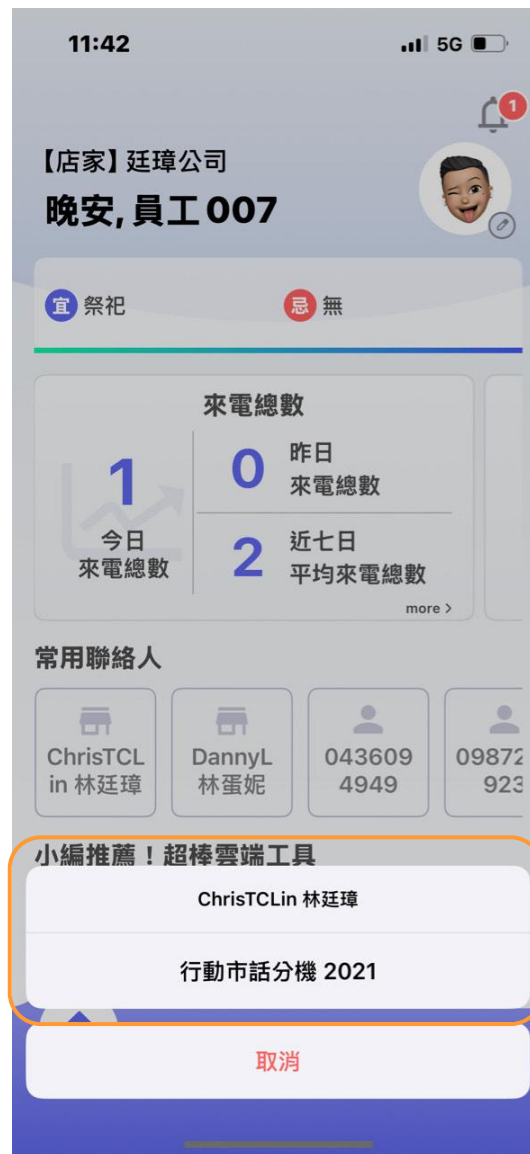 11:42
5G
1
【店家】廷璋公司
晚安, 員工007
宜 祭祀
忌 無
來電總數
1
今日
來電總數
0
昨日
來電總數
2
近七日
平均來電總數
more
常用聯絡人
ChrisTCL
in 林廷璋
DannyL
林蛋妮
043609
4949
09872
923
小編推薦！超棒雲端工具
ChrisTCLin 林廷璋
行動市話分機 2021
取消